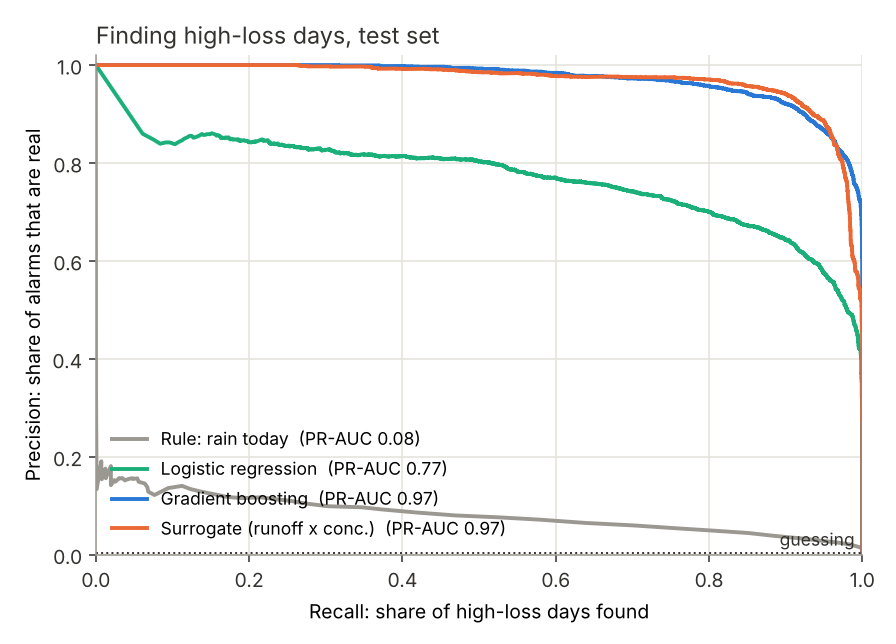 Finding high-loss days, test set
Precision: share of alarms that are real
1.0
0.8
0.6
0.4
0.2
0.0
Rule: rain today (PR-AUC 0.08)
Logistic regression (PR-AUC 0.77)
Gradient boosting (PR-AUC 0.97)
Surrogate (runoff x conc.) (PR-AUC 0.97)
guessing
0.0 0.2 0.4 0.6 0.8 1.0
Recall: share of high-loss days found